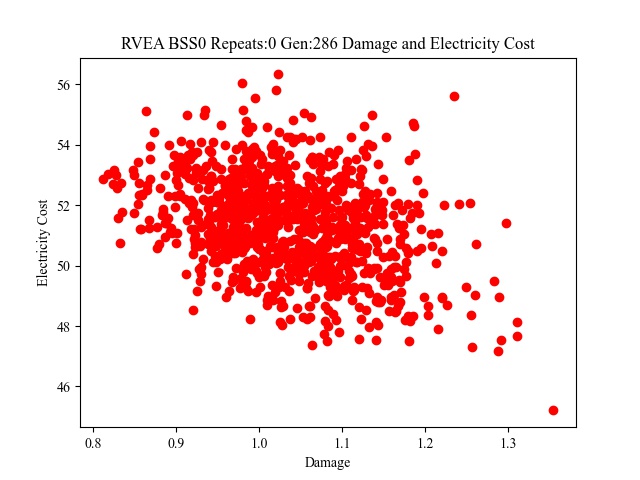 RVEA BSS0 Repeats:0 Gen:286 Damage and Electricity Cost
56
54
52
50
48
46
Electricity Cost
0.8 0.9 1.0 1.1 1.2 1.3
Damage